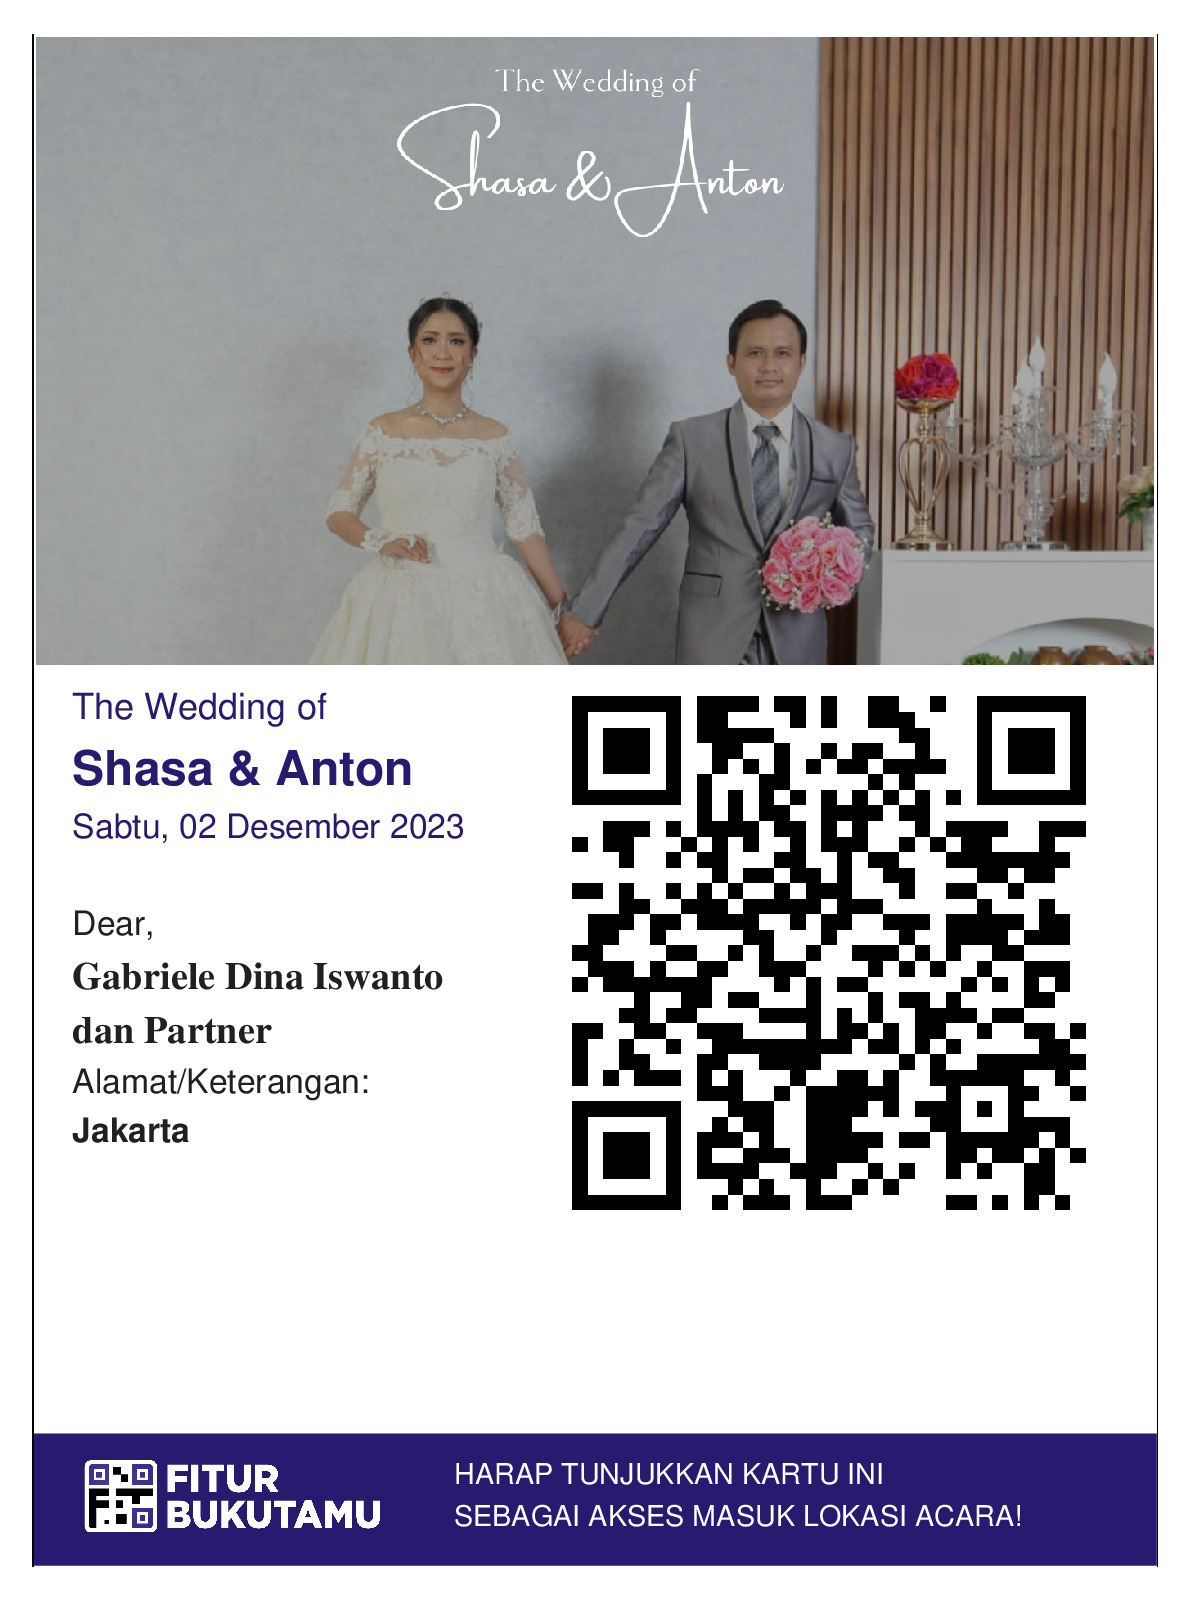 The Wedding of
Shasa & Anton
The Wedding of
Shasa & Anton
Sabtu, 02 Desember 2023
Dear,
Gabriele Dina Iswanto
dan Partner
Alamat/Keterangan:
Jakarta
FITUR
BUKUTAMU
HARAP TUNJUKKAN KARTU INI
SEBAGAI AKSES MASUK LOKASI ACARA!